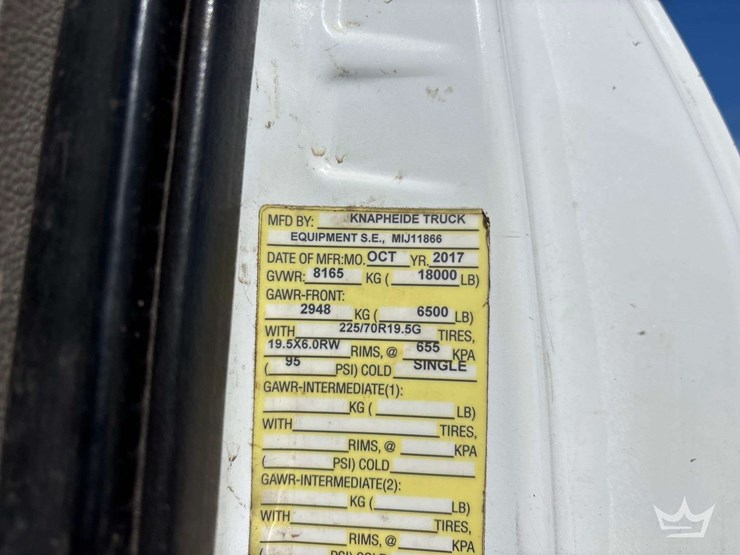 MFD BY: KNAPHEIDE TRUCK
EQUIPMENT S.E., MIJ11866
DATE OF MFR:MO. OCT YR. 2017
GVWR: 8165 KG ( 18000 LB)
GAWR-FRONT:
2948 KG ( 6500 LB)
WITH 225/70R19.5G TIRES,
19.5X6.0RW RIMS, @ 655 KPA
( 95 PSI) COLD SINGLE
GAWR-INTERMEDIATE(1):
KG ( LB)
WITH TIRES,
RIMS, @ KPA
( PSI) COLD
GAWR-INTERMEDIATE(2):
KG ( LB)
WITH TIRES,
RIMS, @ KPA
( PSI) COLD